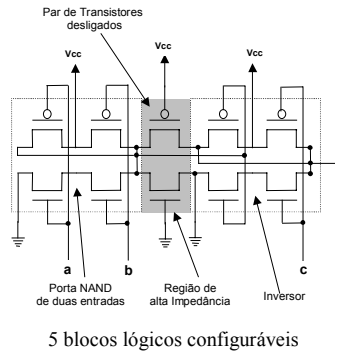 Par de Transistores
desligados
Vcc
Vcc
Vcc
a
b
c
Porta NAND
de duas entradas
Região de
alta Impedância
Inversor
5 blocos lógicos configuráveis